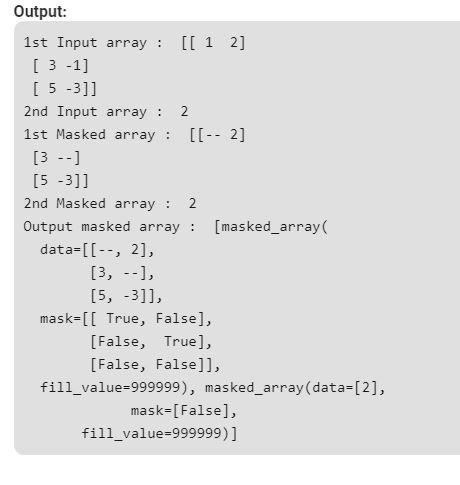 Output:
1st Input array :  [[ 1  2]
 [ 3 -1]
 [ 5 -3]]
2nd Input array :  2
1st Masked array :  [[-- 2]
 [3 --]
 [5 -3]]
2nd Masked array :  2
Output masked array :  [masked_array(
  data=[[--, 2],
        [3, --],
        [5, -3]],
  mask=[[ True, False],
        [False,  True],
        [False, False]],
  fill_value=999999), masked_array(data=[2],
             mask=[False],
       fill_value=999999)]